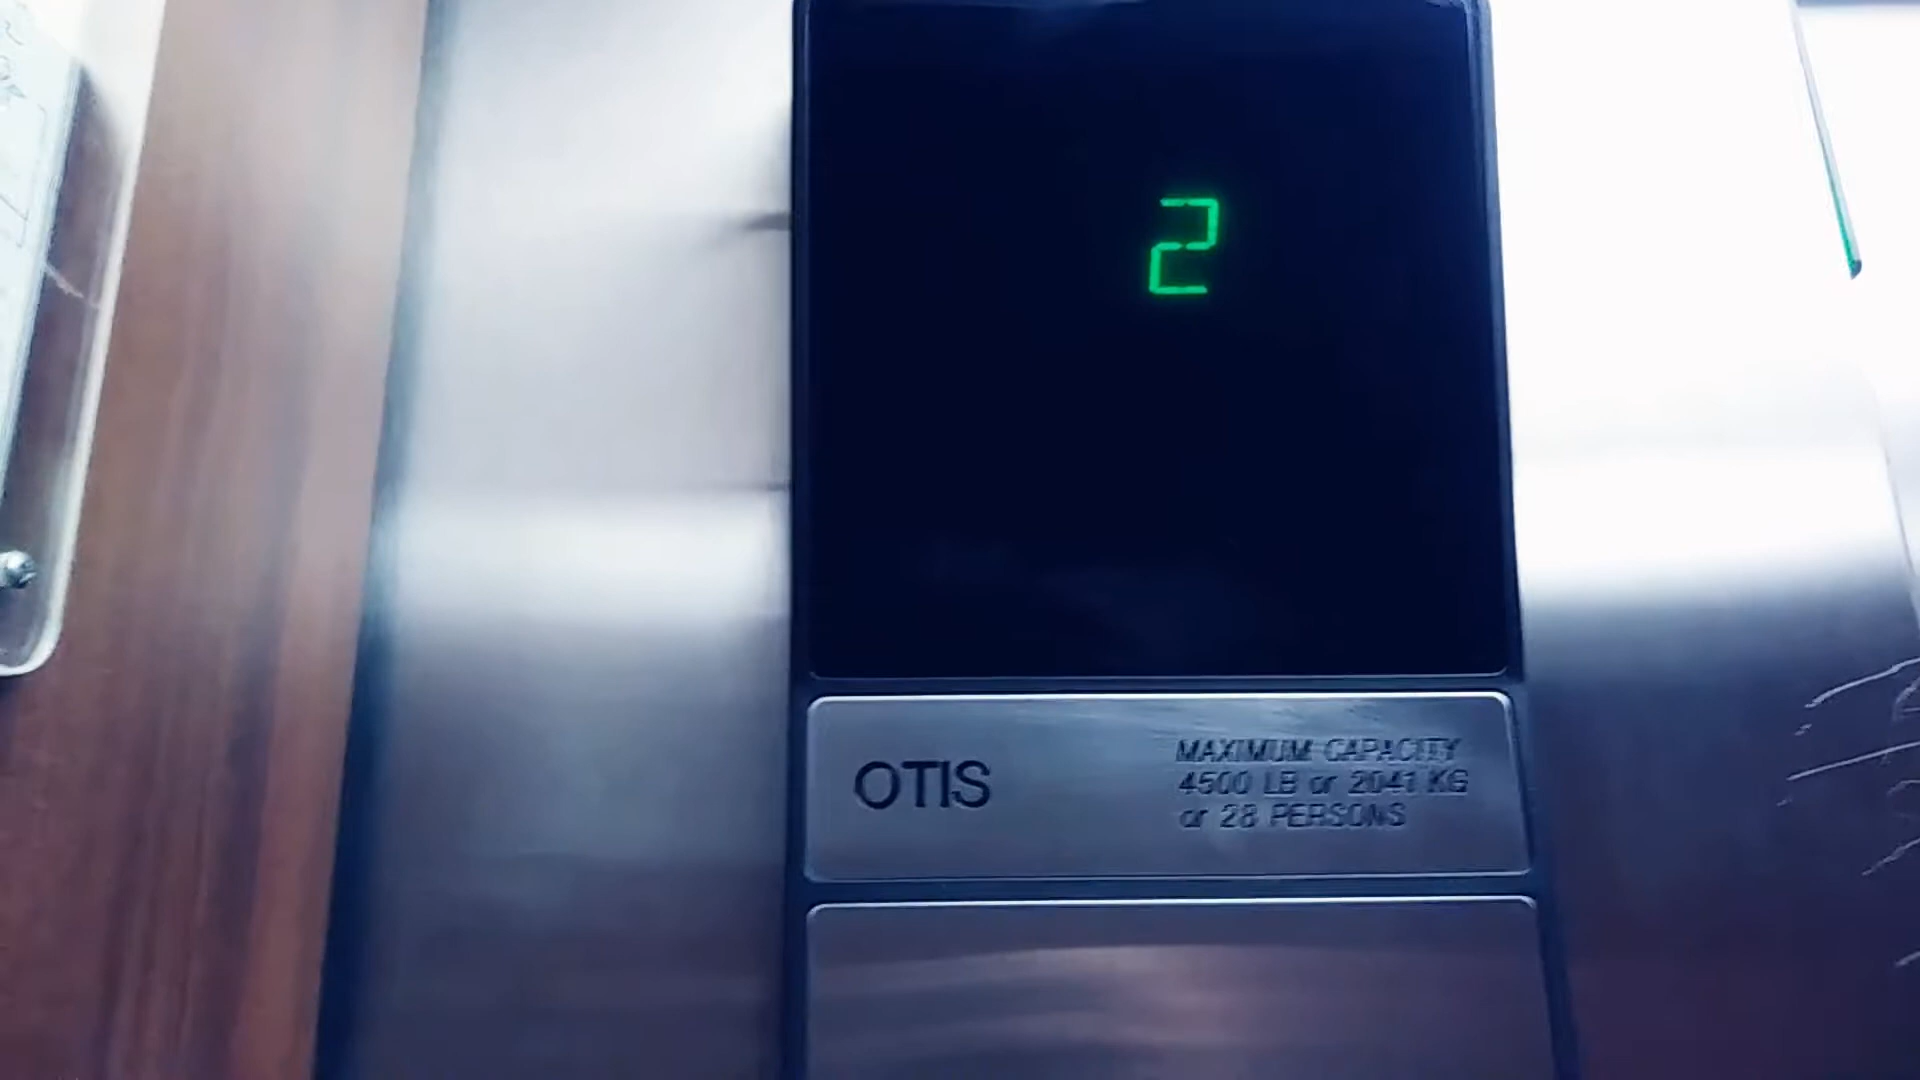 2
OTIS
MAXIMUM CAPACITY
4500 LB or 2041 KG
or 28 PERSONS